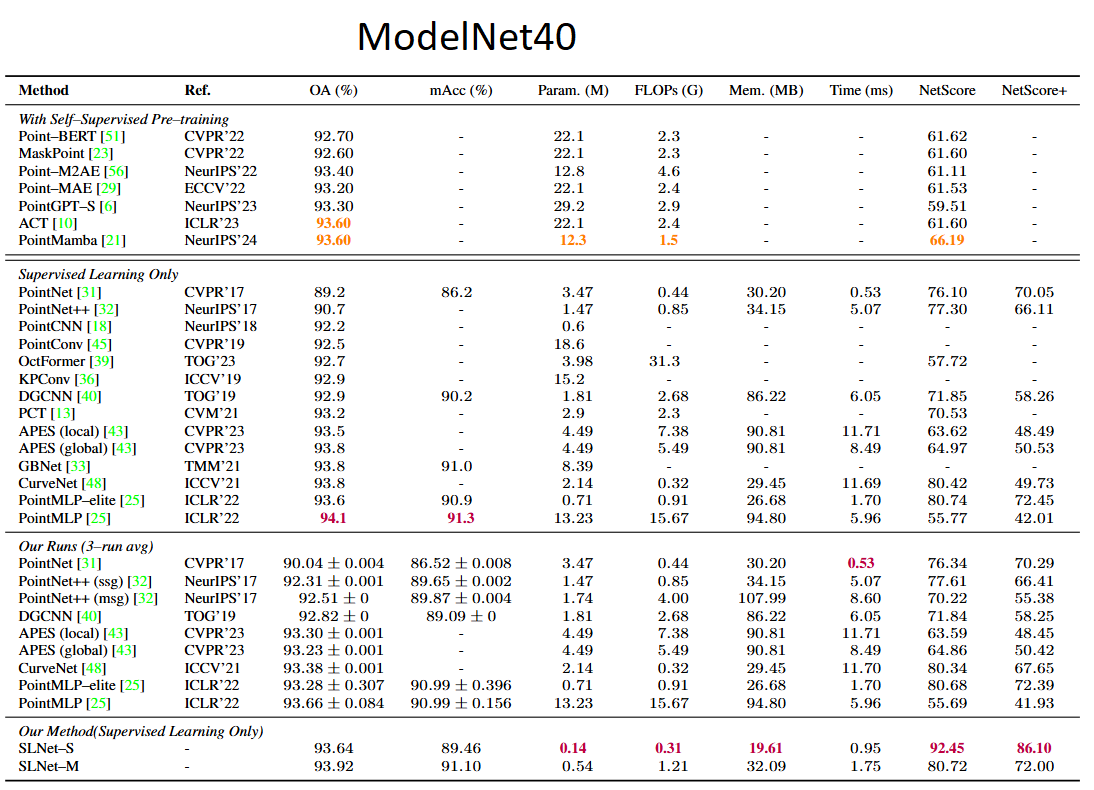 ModelNet40
Method Ref. OA (%) mAcc (%) Param. (M) FLOPs (G) Mem. (MB) Time (ms) NetScore NetScore+
With Self–Supervised Pre–training
Point–BERT [51] CVPR'22 92.70 - 22.1 2.3 - - 61.62 -
MaskPoint [23] CVPR'22 92.60 - 22.1 2.3 - - 61.60 -
Point–M2AE [56] NeurIPS'22 93.40 - 12.8 4.6 - - 61.11 -
Point–MAE [29] ECCV'22 93.20 - 22.1 2.4 - - 61.53 -
PointGPT–S [6] NeurIPS'23 93.30 - 29.2 2.9 - - 59.51 -
ACT [10] ICLR'23 93.60 - 22.1 2.4 - - 61.60 -
PointMamba [21] NeurIPS'24 93.60 - 12.3 1.5 - - 66.19 -
Supervised Learning Only
PointNet [31] CVPR'17 89.2 86.2 3.47 0.44 30.20 0.53 76.10 70.05
PointNet++ [32] NeurIPS'17 90.7 - 1.47 0.85 34.15 5.07 77.30 66.11
PointCNN [18] NeurIPS'18 92.2 - 0.6 - - - - -
PointConv [45] CVPR'19 92.5 - 18.6 - - - - -
OctFormer [39] TOG'23 92.7 - 3.98 31.3 - - 57.72 -
KPConv [36] ICCV'19 92.9 - 15.2 - - - - -
DGCNN [40] TOG'19 92.9 90.2 1.81 2.68 86.22 6.05 71.85 58.26
PCT [13] CVM'21 93.2 - 2.9 2.3 - - 70.53 -
APES (local) [43] CVPR'23 93.5 - 4.49 7.38 90.81 11.71 63.62 48.49
APES (global) [43] CVPR'23 93.8 - 4.49 5.49 90.81 8.49 64.97 50.53
GBNet [33] TMM'21 93.8 91.0 8.39 - - - - -
CurveNet [48] ICCV'21 93.8 - 2.14 0.32 29.45 11.69 80.42 49.73
PointMLP–elite [25] ICLR'22 93.6 90.9 0.71 0.91 26.68 1.70 80.74 72.45
PointMLP [25] ICLR'22 94.1 91.3 13.23 15.67 94.80 5.96 55.77 42.01
Our Runs (3–run avg)
PointNet [31] CVPR'17 90.04 ± 0.004 86.52 ± 0.008 3.47 0.44 30.20 0.53 76.34 70.29
PointNet++ (ssg) [32] NeurIPS'17 92.31 ± 0.001 89.65 ± 0.002 1.47 0.85 34.15 5.07 77.61 66.41
PointNet++ (msg) [32] NeurIPS'17 92.51 ± 0 89.87 ± 0.004 1.74 4.00 107.99 8.60 70.22 55.38
DGCNN [40] TOG'19 92.82 ± 0 89.09 ± 0 1.81 2.68 86.22 6.05 71.84 58.25
APES (local) [43] CVPR'23 93.30 ± 0.001 - 4.49 7.38 90.81 11.71 63.59 48.45
APES (global) [43] CVPR'23 93.23 ± 0.001 - 4.49 5.49 90.81 8.49 64.86 50.42
CurveNet [48] ICCV'21 93.38 ± 0.001 - 2.14 0.32 29.45 11.70 80.34 67.65
PointMLP–elite [25] ICLR'22 93.28 ± 0.307 90.99 ± 0.396 0.71 0.91 26.68 1.70 80.68 72.39
PointMLP [25] ICLR'22 93.66 ± 0.084 90.99 ± 0.156 13.23 15.67 94.80 5.96 55.69 41.93
Our Method(Supervised Learning Only)
SLNet–S - 93.64 89.46 0.14 0.31 19.61 0.95 92.45 86.10
SLNet–M - 93.92 91.10 0.54 1.21 32.09 1.75 80.72 72.00